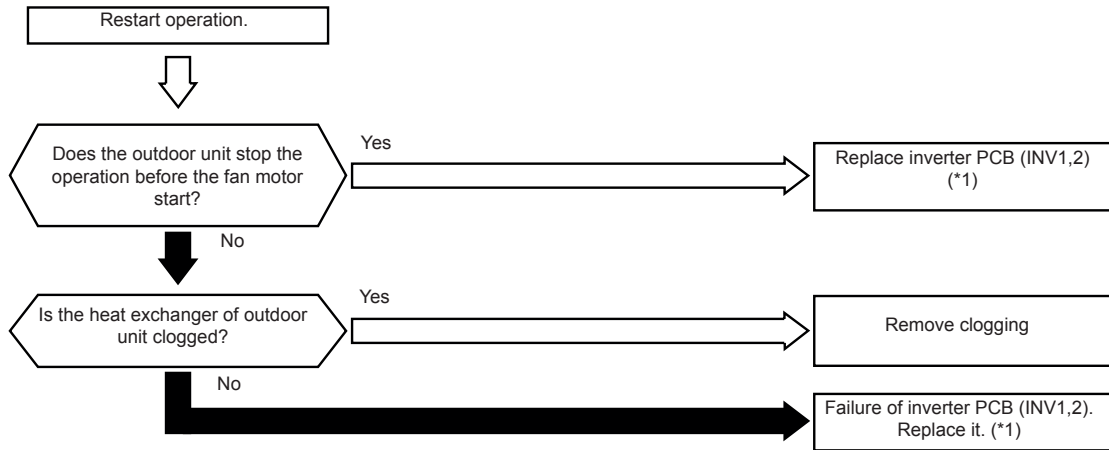 Restart operation.
Does the outdoor unit stop the
operation before the fan motor
start?
Yes
Replace inverter PCB (INV1,2)
(*1)
No
Is the heat exchanger of outdoor
unit clogged?
Yes
Remove clogging
No
Failure of inverter PCB (INV1,2).
Replace it. (*1)